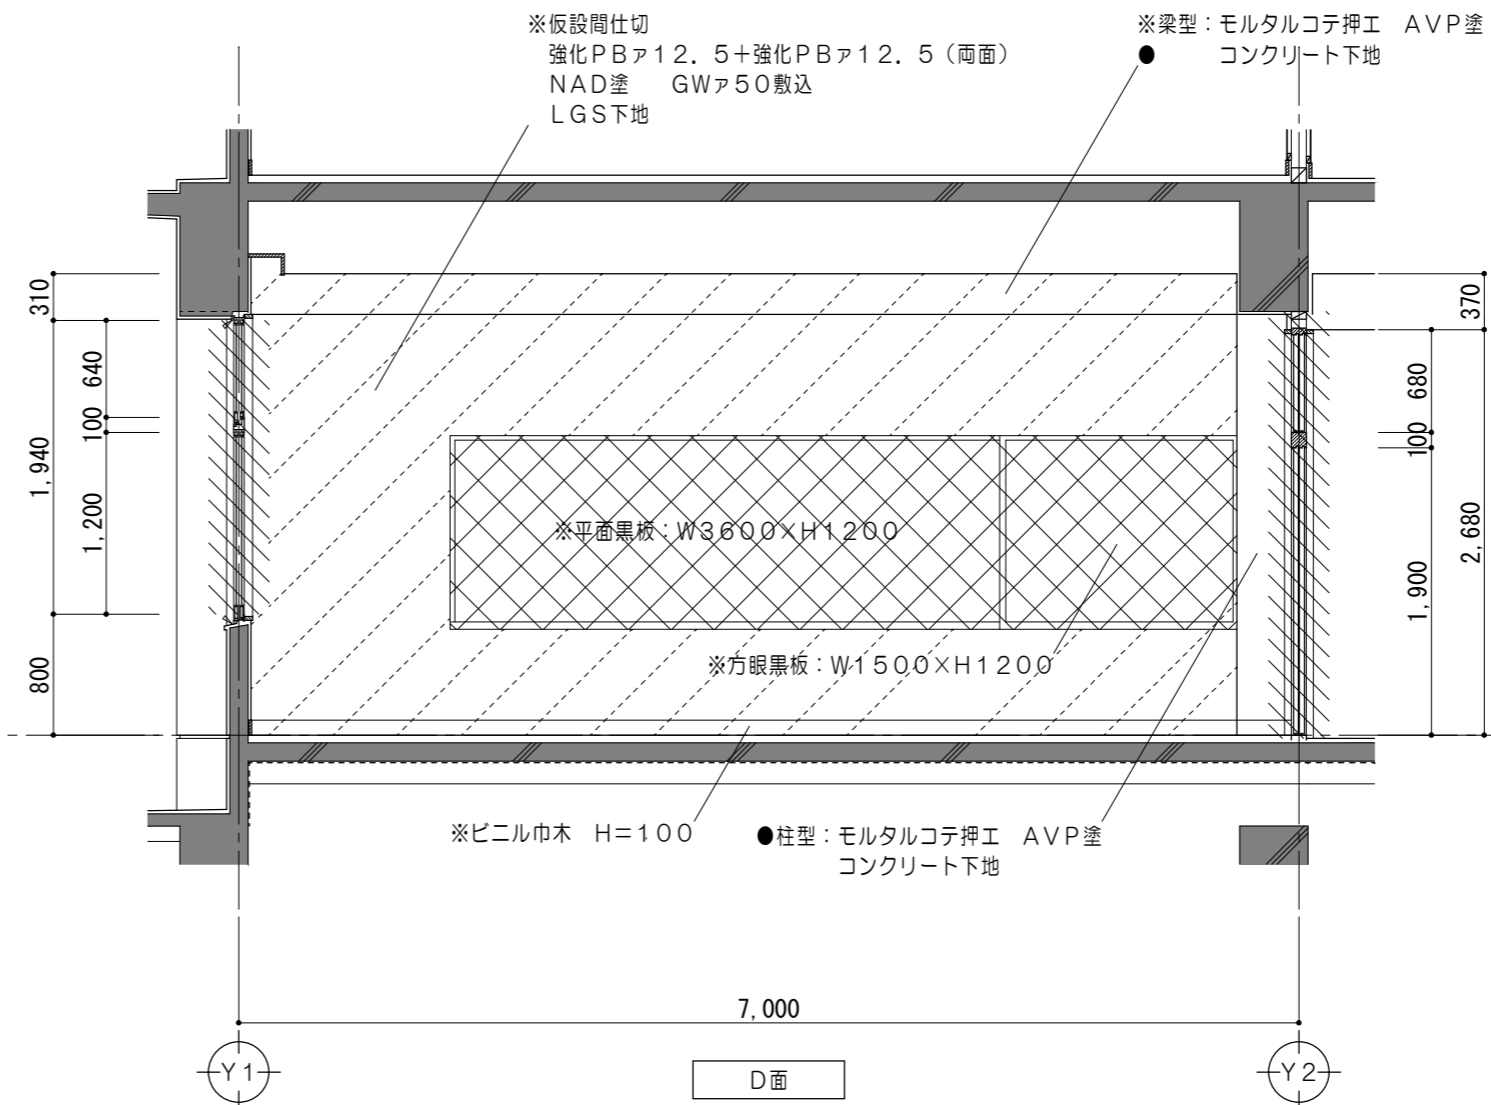 ※仮設間仕切
強化PBァ12．5＋強化PBァ12．5（両面）
NAD塗　GWァ50敷込
LGS下地
※梁型：モルタルコテ押エ　AVP塗
●　コンクリート下地
310
640
100
1,940
1,200
800
370
680
100
2,680
1,900
※平面黒板：W3600×H1200
※方眼黒板：W1500×H1200
※ビニル巾木　H＝100
●柱型：モルタルコテ押エ　AVP塗
コンクリート下地
7,000
Y1
D面
Y2